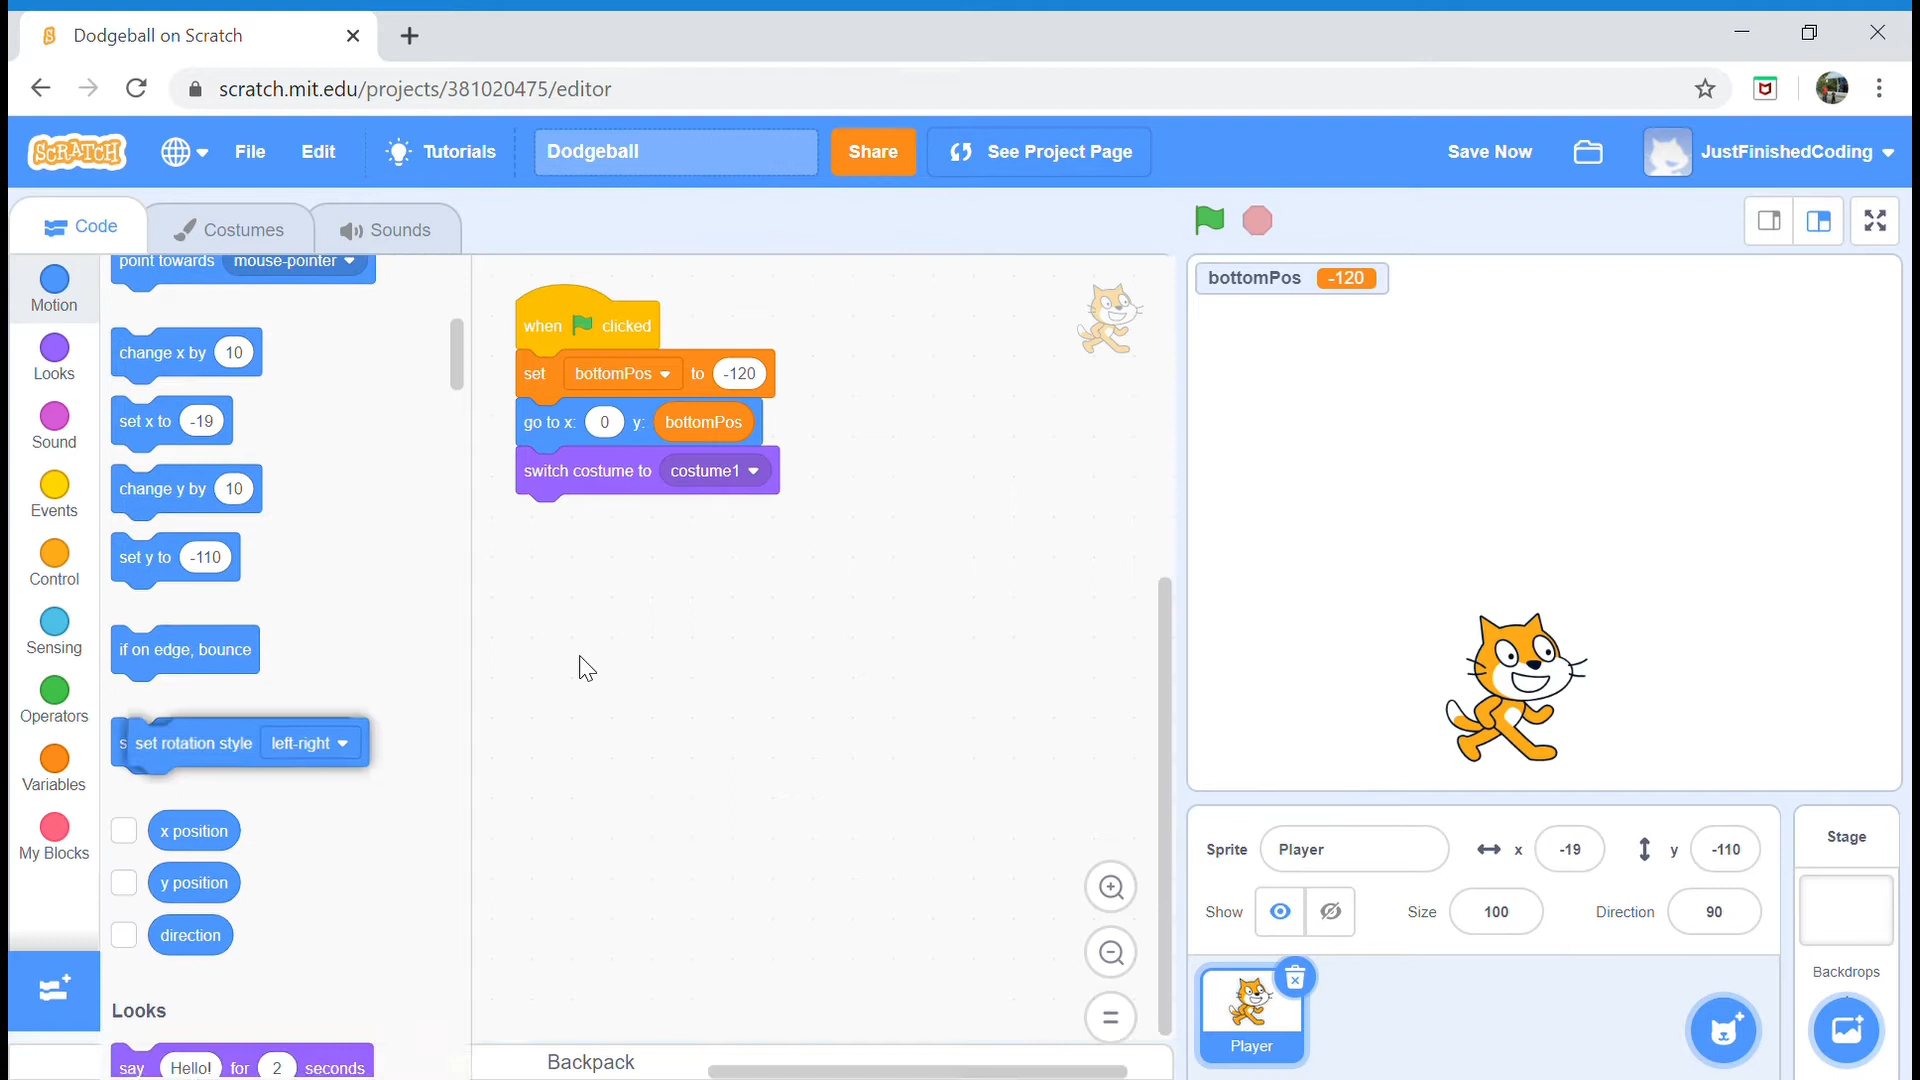 Dodgeball on Scratch
scratch.mit.edu/projects/381020475/editor
SCRATCH
File
Edit
Tutorials
Dodgeball
Share
See Project Page
Save Now
JustFinishedCoding
Code
Costumes
Sounds
Motion
Looks
Sound
Events
Control
Sensing
Operators
Variables
My Blocks
point towards mouse-pointer
change x by 10
set x to -19
change y by 10
set y to -110
if on edge, bounce
s set rotation style left-right
x position
y position
direction
Looks
say Hello! for 2 seconds
when clicked
set bottomPos to -120
go to x: 0 y: bottomPos
switch costume to costume1
Backpack
bottomPos -120
Sprite Player x -19 y -110
Show Size 100 Direction 90
Player
Stage
Backdrops